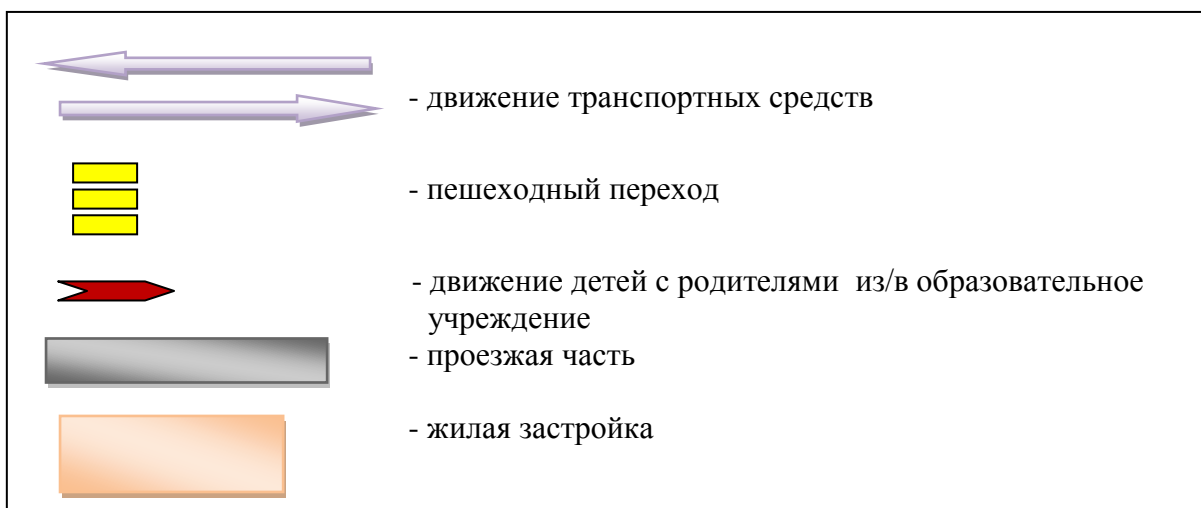 - движение транспортных средств
- пешеходный переход
- движение детей с родителями  из/в образовательное
учреждение
- проезжая часть
- жилая застройка